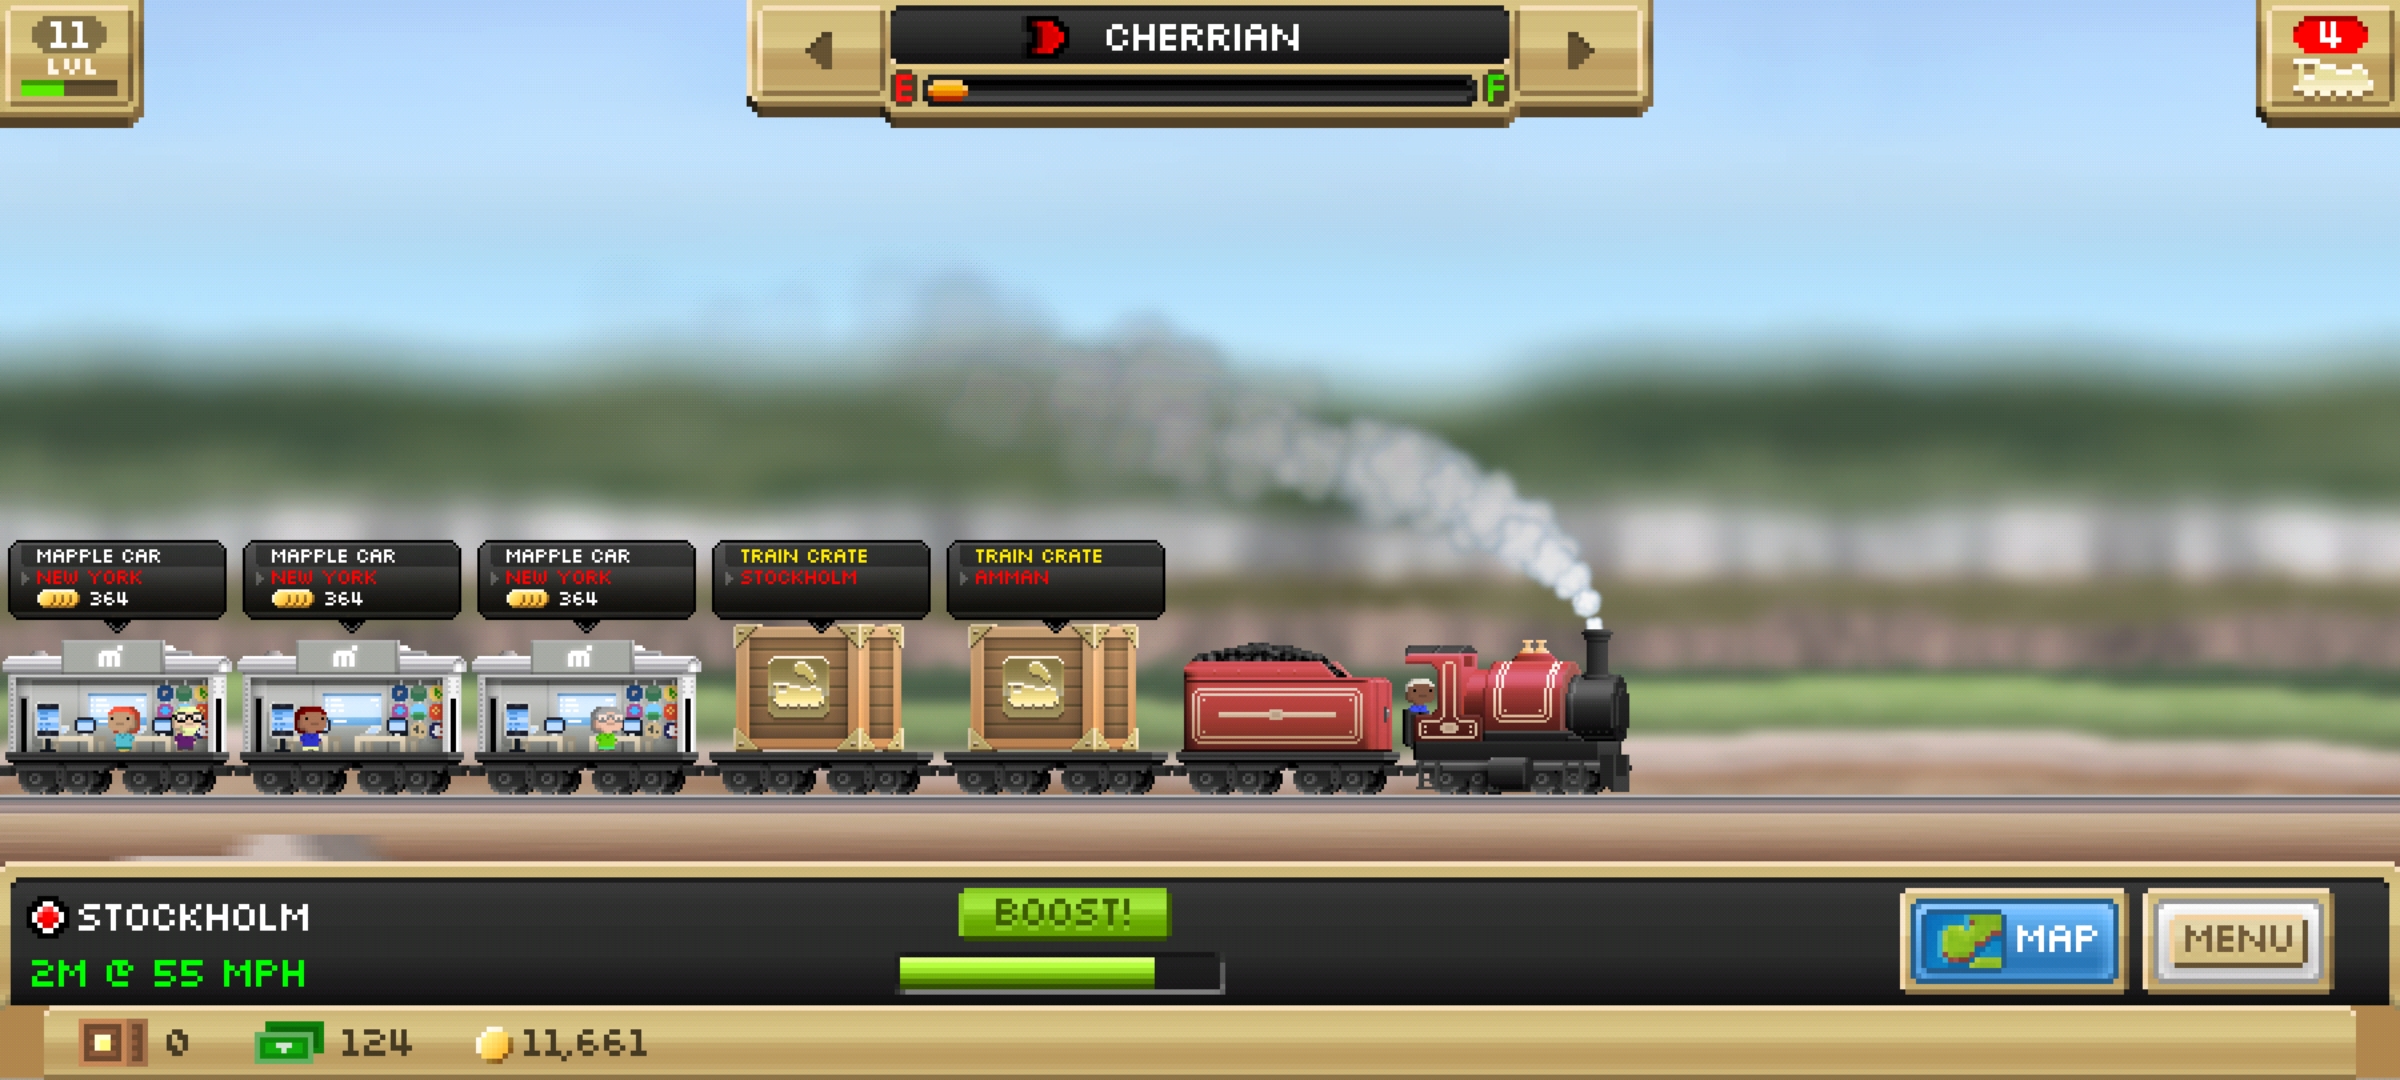 11
LVL
CHERRIAN
E F
4
MAPPLE CAR
NEW YORK
364
MAPPLE CAR
NEW YORK
364
MAPPLE CAR
NEW YORK
364
TRAIN CRATE
STOCKHOLM
TRAIN CRATE
AMMAN
m
m
m
STOCKHOLM
2M @ 55 MPH
BOOST!
MAP
MENU
0
124
11,661